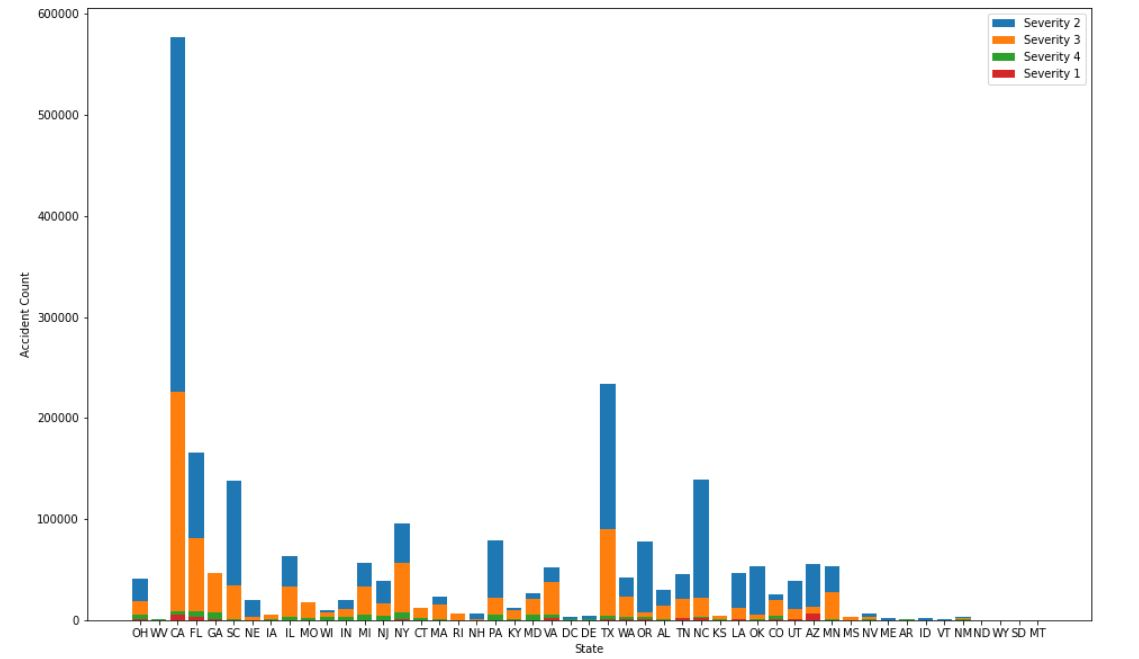 600000
500000
400000
300000
200000
100000
0
Accident Count
Severity 2
Severity 3
Severity 4
Severity 1
OH WV CA FL GA SC NE IA IL MO WI IN MI NJ NY CT MA RI NH PA KY MD VA DC DE TX WA OR AL TN NC KS LA OK CO UT AZ MN MS NV ME AR ID VT NM ND WY SD MT
State